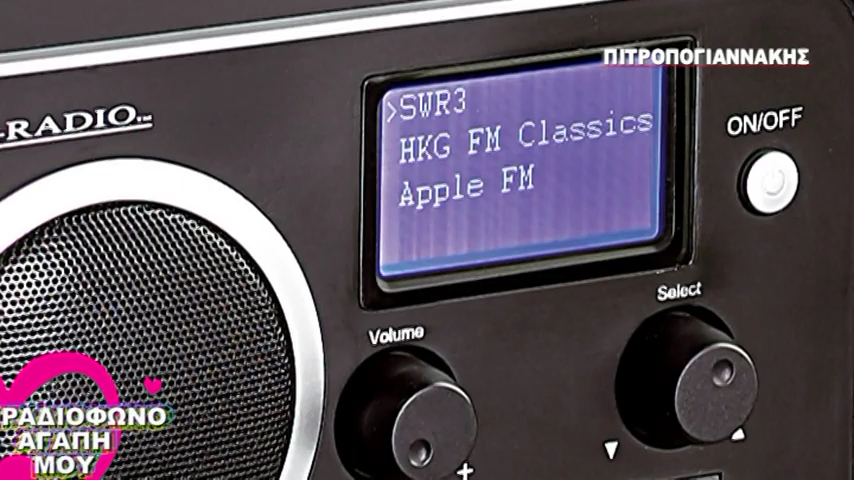 ΠΙΤΡΟΠΟΓΙΑΝΝΑΚΗΣ
-RADIO
>SWR3
HKG FM Classics
Apple FM
ON/OFF
Volume
Select
+
ΡΑΔΙΟΦΩΝΟ
ΑΓΑΠΗ
ΜΟΥ